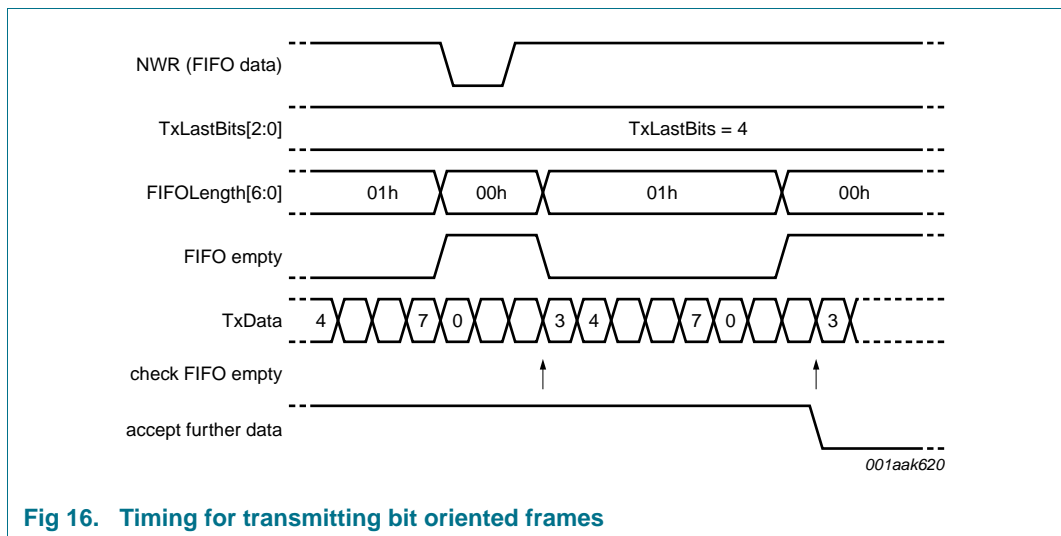 NWR (FIFO data)
TxLastBits[2:0] TxLastBits = 4
FIFOLength[6:0] 01h 00h 01h 00h
FIFO empty
TxData 4 7 0 3 4 7 0 3
check FIFO empty
accept further data
001aak620
Fig 16. Timing for transmitting bit oriented frames